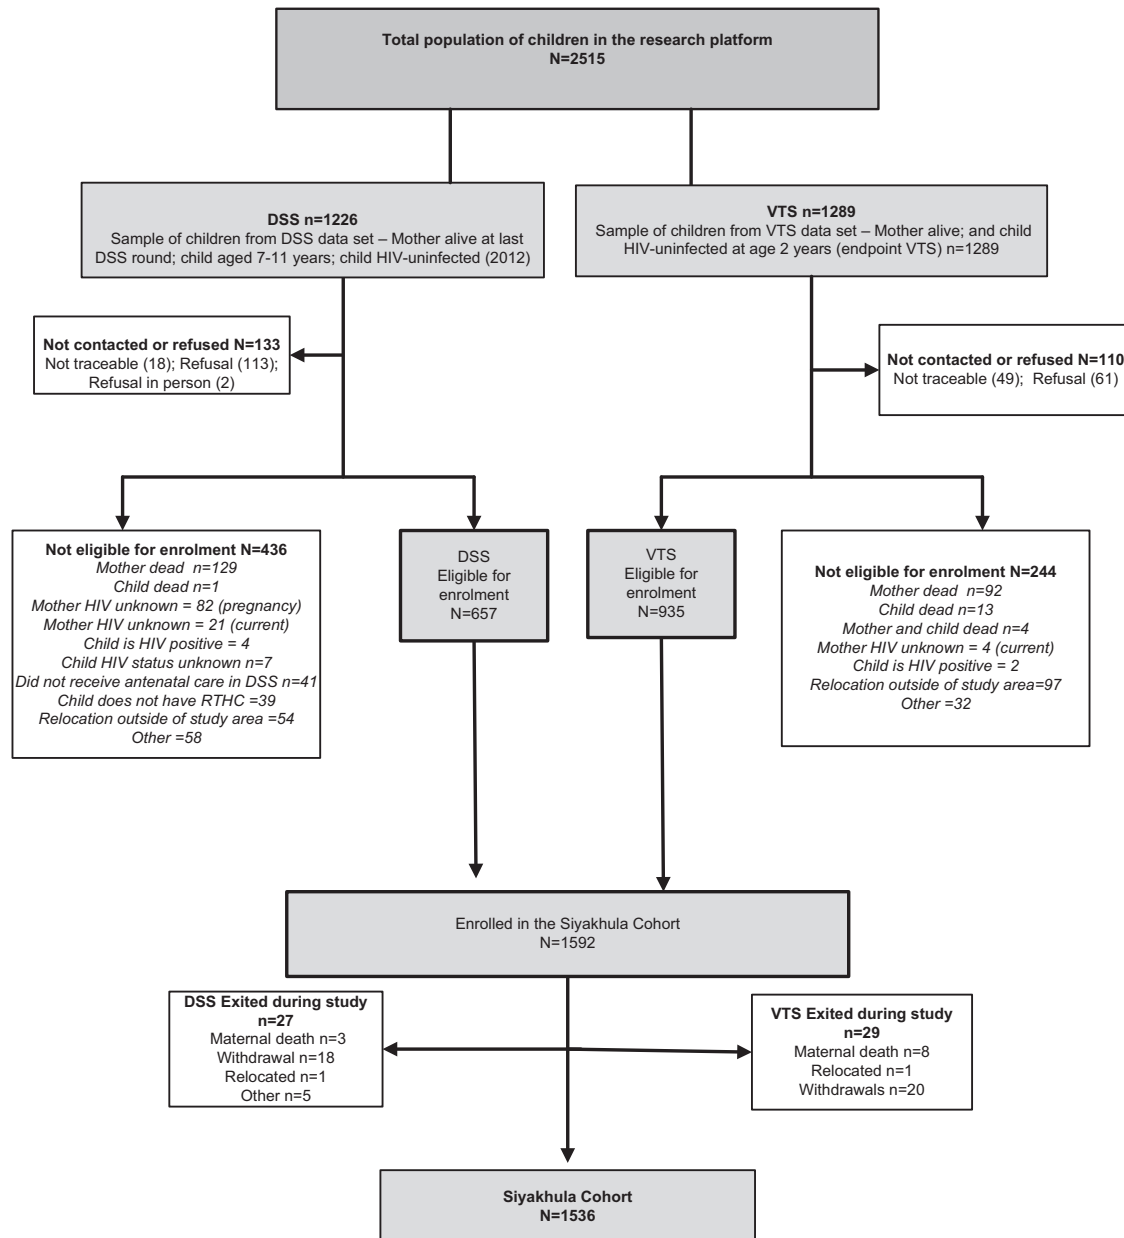 Total population of children in the research platform
N=2515
DSS n=1226
Sample of children from DSS data set – Mother alive at last
DSS round; child aged 7-11 years; child HIV-uninfected (2012)
VTS n=1289
Sample of children from VTS data set – Mother alive; and child
HIV-uninfected at age 2 years (endpoint VTS) n=1289
Not contacted or refused N=133
Not traceable (18); Refusal (113);
Refusal in person (2)
Not contacted or refused N=110
Not traceable (49);  Refusal (61)
Not eligible for enrolment N=436
Mother dead  n=129
Child dead n=1
Mother HIV unknown = 82 (pregnancy)
Mother HIV unknown = 21 (current)
Child is HIV positive = 4
Child HIV status unknown n=7
Did not receive antenatal care in DSS n=41
Child does not have RTHC =39
Relocation outside of study area =54
Other =58
DSS
Eligible for
enrolment
N=657
VTS
Eligible for
enrolment
N=935
Not eligible for enrolment N=244
Mother dead n=92
Child dead n=13
Mother and child dead n=4
Mother HIV unknown = 4 (current)
Child is HIV positive = 2
Relocation outside of study area=97
Other =32
Enrolled in the Siyakhula Cohort
N=1592
DSS Exited during study
n=27
Maternal death n=3
Withdrawal n=18
Relocated n=1
Other n=5
VTS Exited during study
n=29
Maternal death n=8
Relocated n=1
Withdrawals n=20
Siyakhula Cohort
N=1536